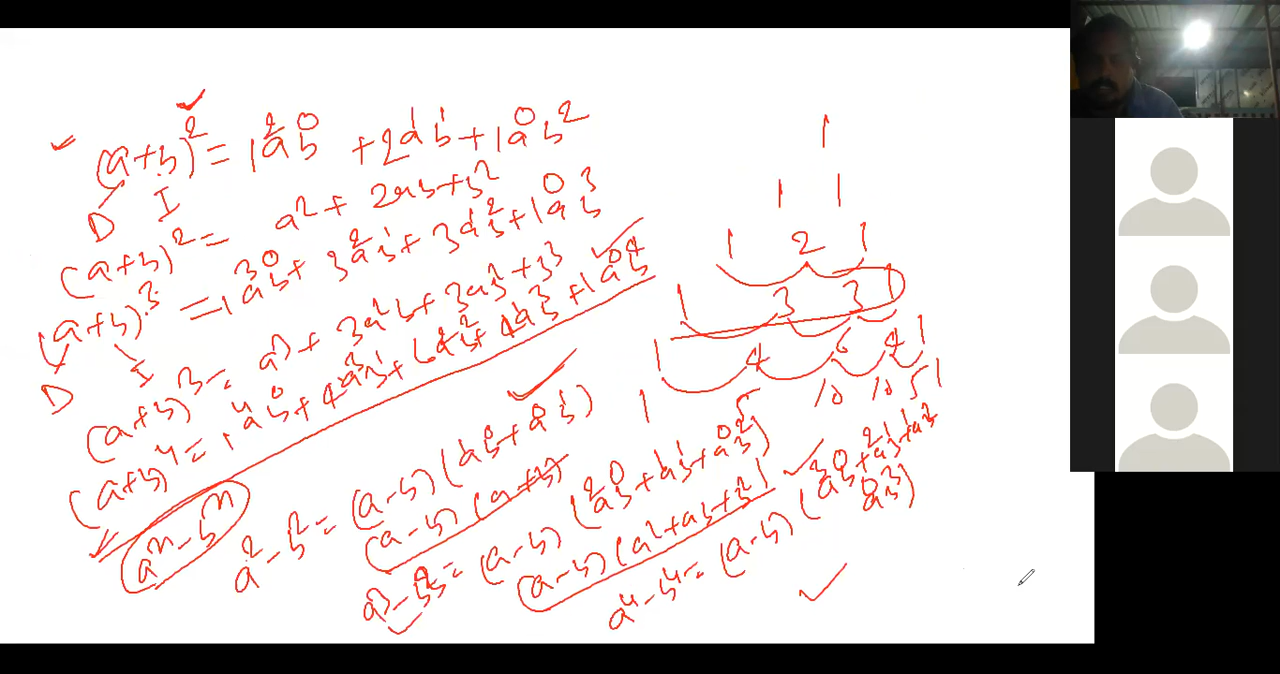 (a+b)² = 1a²b⁰ + 2a¹b¹ + 1a⁰b²
D I
(a+b)² = a² + 2ab + b²
(a+b)³ = 1a³b⁰ + 3a²b¹ + 3a¹b² + 1a⁰b³
D I
(a+b)³ = a³ + 3a²b + 3ab² + b³
(a+b)⁴ = 1a⁴b⁰ + 4a³b¹ + 6a²b² + 4a¹b³ + 1a⁰b⁴
aⁿ - bⁿ
a² - b² = (a-b)(a¹b⁰ + a⁰b¹)
(a-b)(a+b)
a³ - b³ = (a-b)(a²b⁰ + a¹b¹ + a⁰b²)
(a-b)(a²+ab+b²)
a⁴ - b⁴ = (a-b)(a³b⁰ + a²b¹ + a¹b²
a⁰b³)
1
1 1
1 2 1
1 3 3 1
1 4 6 4 1
1 5 10 10 5 1